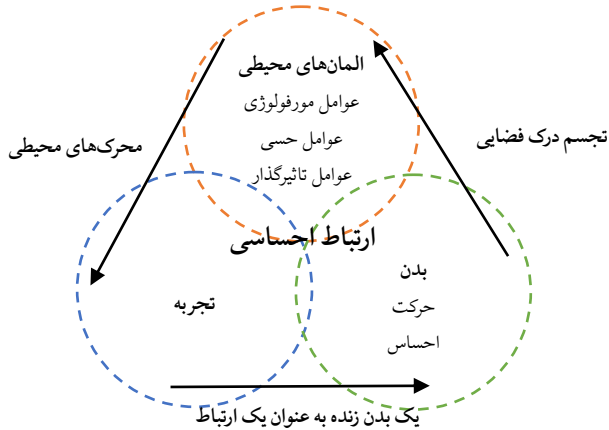 المان‌های محیطی
عوامل مورفولوژی
عوامل حسی
عوامل تاثیرگذار
تجسم درک فضایی
محرک‌های محیطی
ارتباط احساسی
بدن
حرکت
احساس
تجربه
یک بدن زنده به عنوان یک ارتباط